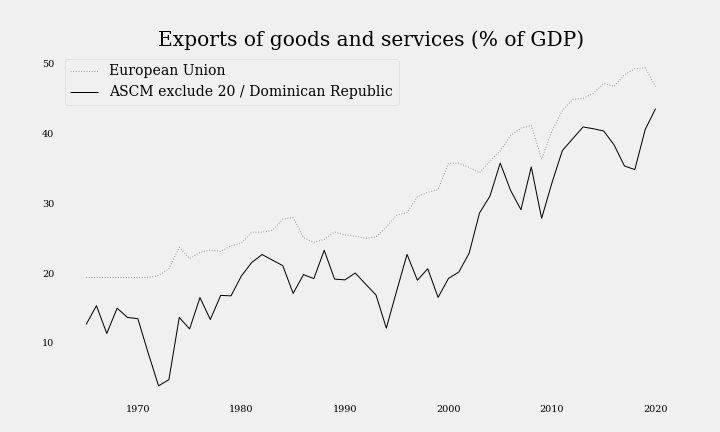 Exports of goods and services (% of GDP)
European Union
ASCM exclude 20 / Dominican Republic
50
40
30
20
10
1970 1980 1990 2000 2010 2020